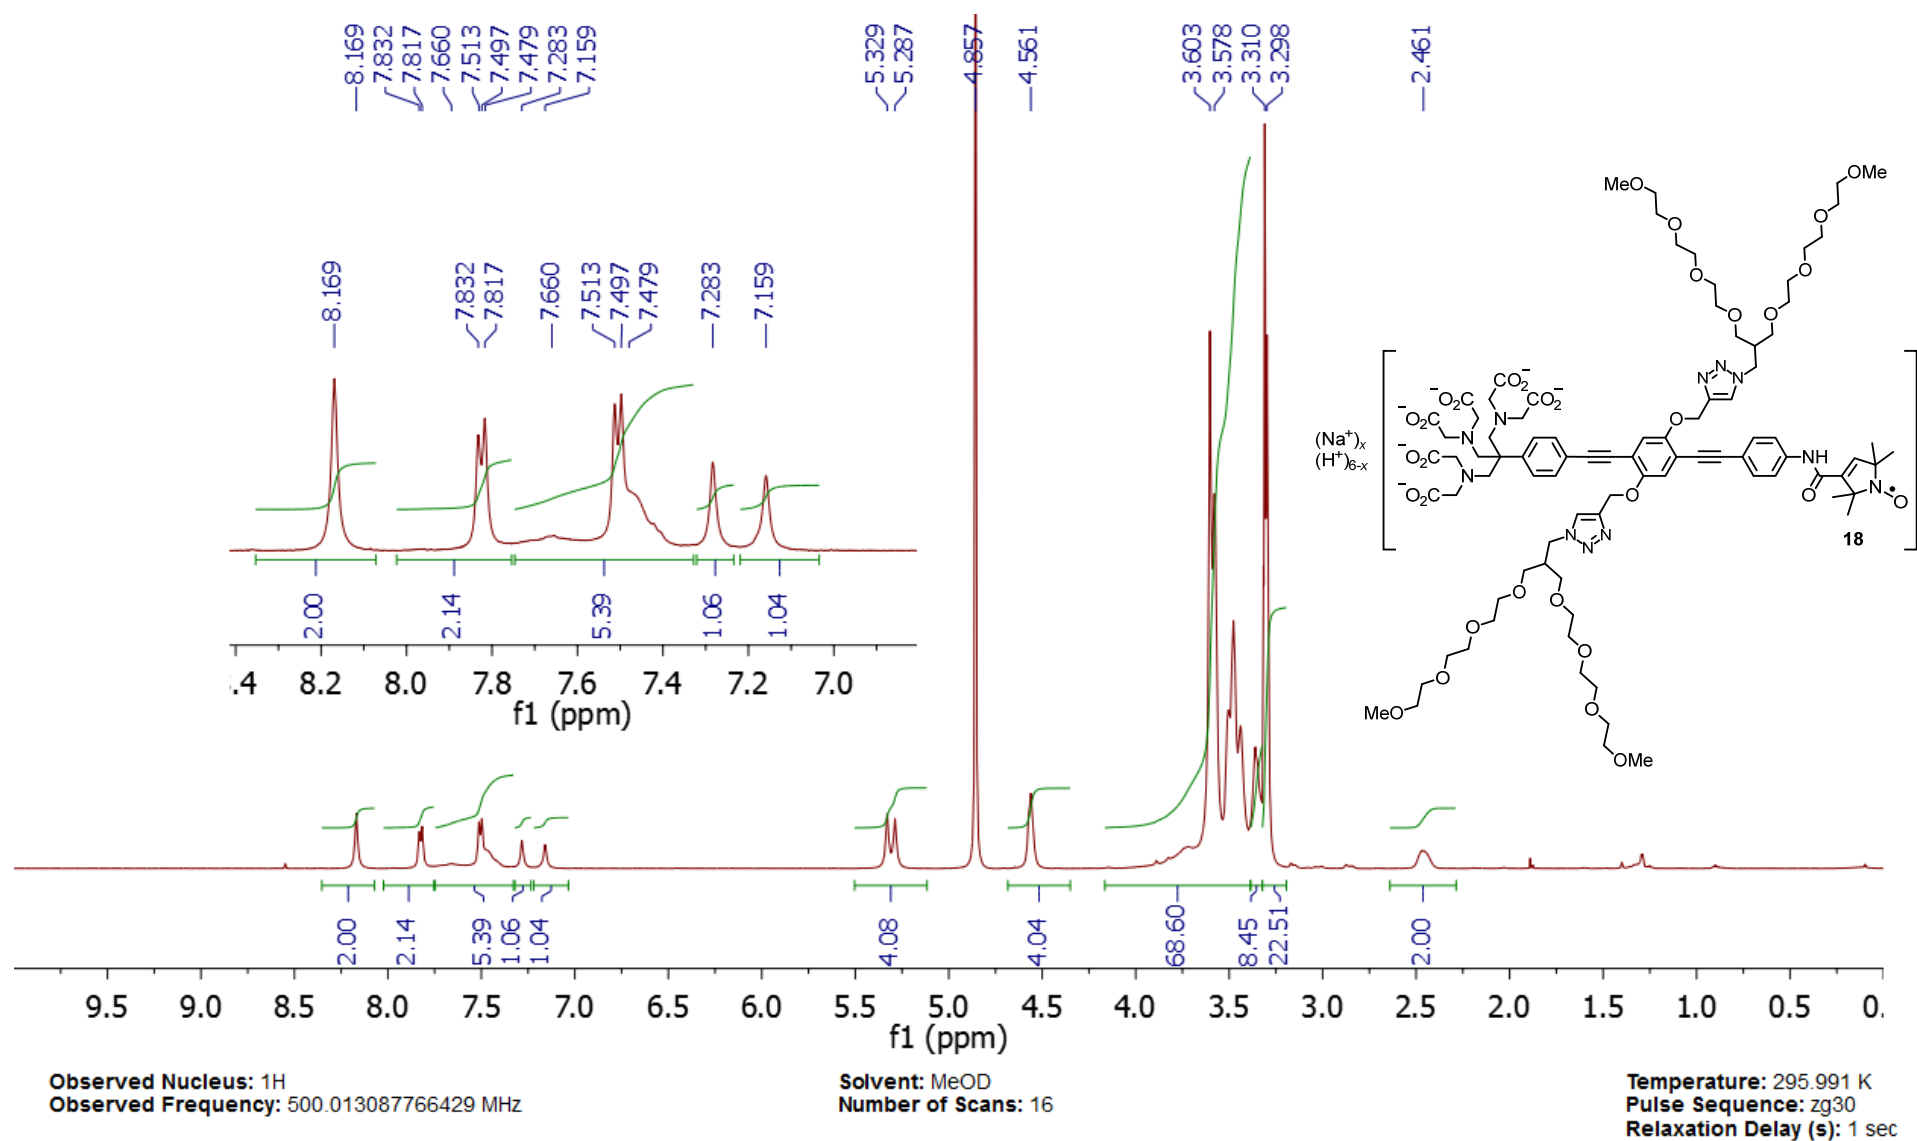 8.169
7.832
7.817
7.660
7.513
7.497
7.479
7.283
7.159
5.329
5.287
4.857
4.561
3.603
3.578
3.310
3.298
2.461
8.169
7.832
7.817
7.660
7.513
7.497
7.479
7.283
7.159
2.00
2.14
5.39
1.06
1.04
.4 8.2 8.0 7.8 7.6 7.4 7.2 7.0
f1 (ppm)
MeO
OMe
O
O
O
O
O
O
N
N
N
(Na⁺)ₓ
(H⁺)₆₋ₓ
⁻O₂C
⁻O₂C
⁻O₂C
⁻O₂C
CO₂⁻
CO₂⁻
N
N
N
O
O
NH
O
N
•
O
N
N
N
18
O
O
O
O
O
O
MeO
OMe
2.00
2.14
5.39
1.06
1.04
4.08
4.04
68.60
8.45
22.51
2.00
9.5 9.0 8.5 8.0 7.5 7.0 6.5 6.0 5.5 5.0 4.5 4.0 3.5 3.0 2.5 2.0 1.5 1.0 0.5 0.
f1 (ppm)
Observed Nucleus: 1H
Observed Frequency: 500.013087766429 MHz
Solvent: MeOD
Number of Scans: 16
Temperature: 295.991 K
Pulse Sequence: zg30
Relaxation Delay (s): 1 sec